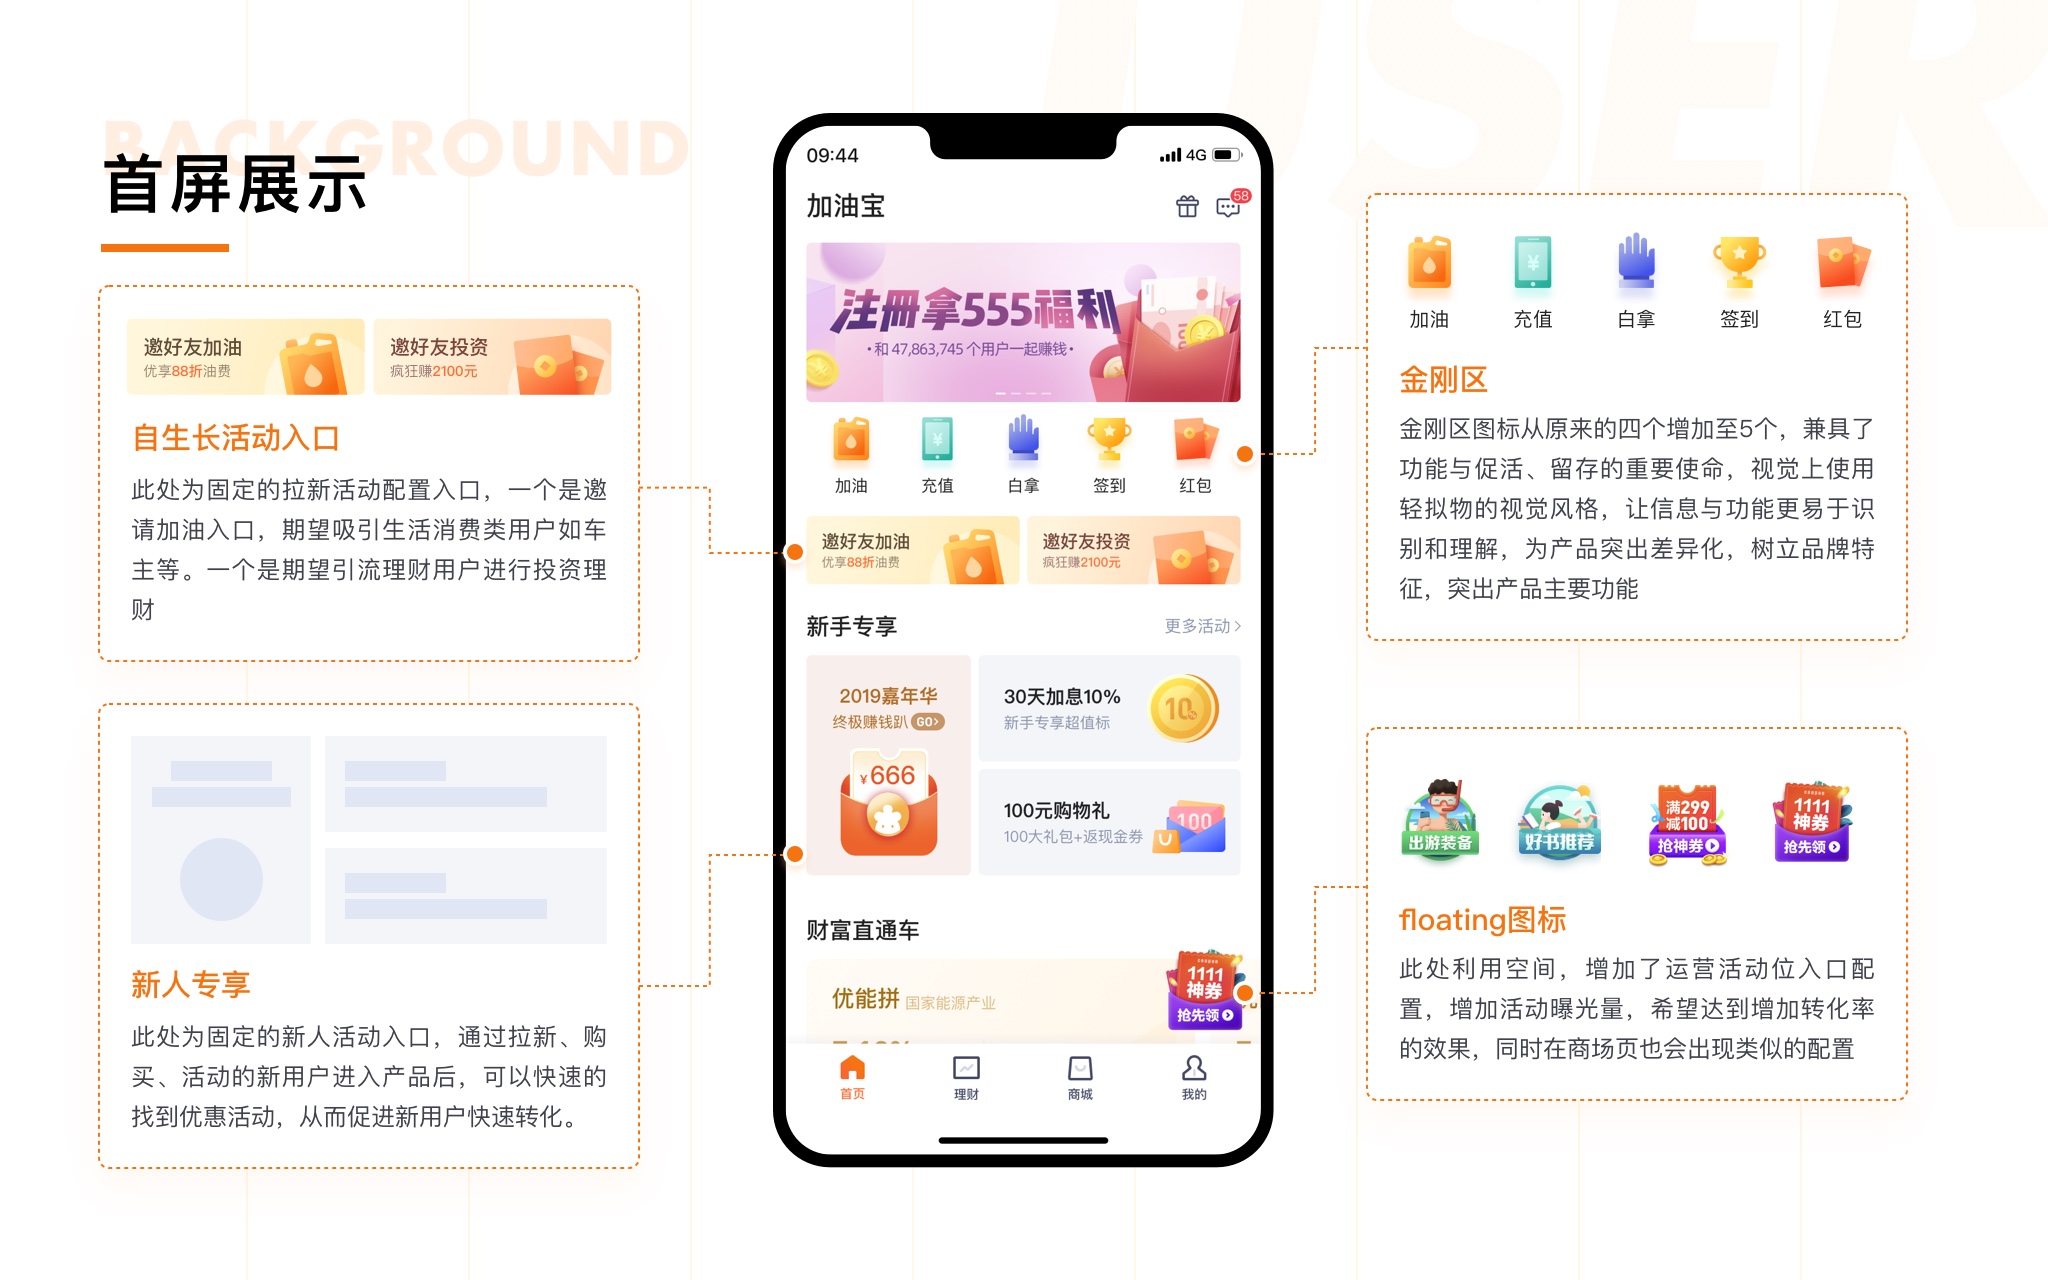 USER
BACKGROUND
首屏展示
邀好友加油
优享88折油费
邀好友投资
疯狂赚2100元
自生长活动入口
此处为固定的拉新活动配置入口，一个是邀
请加油入口，期望吸引生活消费类用户如车
主等。一个是期望引流理财用户进行投资理
财
新人专享
此处为固定的新人活动入口，通过拉新、购
买、活动的新用户进入产品后，可以快速的
找到优惠活动，从而促进新用户快速转化。
09:44
4G
加油宝
58
注册拿555福利
·和 47,863,745 个用户一起赚钱·
加油
充值
白拿
签到
红包
邀好友加油
优享88折油费
邀好友投资
疯狂赚2100元
新手专享
更多活动
2019嘉年华
终极赚钱趴 GO>
¥666
30天加息10%
新手专享超值标
10%
100元购物礼
100大礼包+返现金券
100
财富直通车
优能拼 国家能源产业
1111
神券
抢先领
首页
理财
商城
我的
加油
充值
白拿
签到
红包
金刚区
金刚区图标从原来的四个增加至5个，兼具了
功能与促活、留存的重要使命，视觉上使用
轻拟物的视觉风格，让信息与功能更易于识
别和理解，为产品突出差异化，树立品牌特
征，突出产品主要功能
出游装备
好书推荐
满299
减100
抢神券
1111
神券
抢先领
floating图标
此处利用空间，增加了运营活动位入口配
置，增加活动曝光量，希望达到增加转化率
的效果，同时在商场页也会出现类似的配置